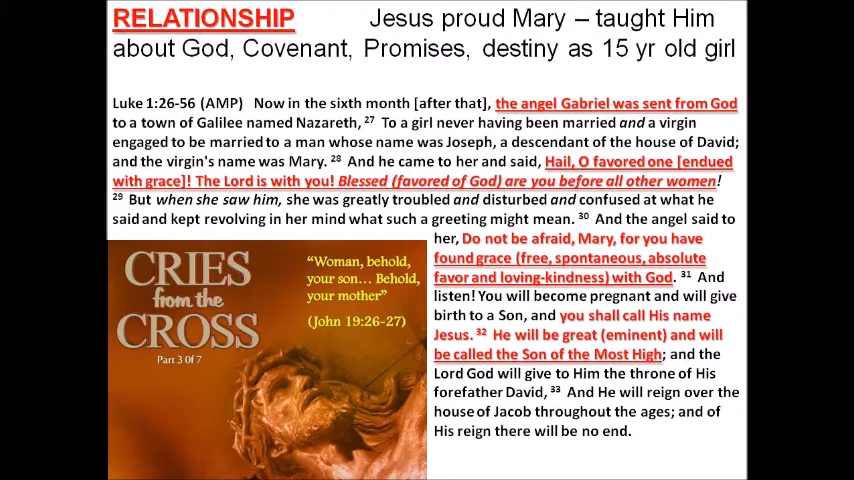 RELATIONSHIP Jesus proud Mary – taught Him
about God, Covenant, Promises, destiny as 15 yr old girl
Luke 1:26-56 (AMP) Now in the sixth month [after that], the angel Gabriel was sent from God
to a town of Galilee named Nazareth, 27 To a girl never having been married and a virgin
engaged to be married to a man whose name was Joseph, a descendant of the house of David;
and the virgin's name was Mary. 28 And he came to her and said, Hail, O favored one [endued
with grace]! The Lord is with you! Blessed (favored of God) are you before all other women!
29 But when she saw him, she was greatly troubled and disturbed and confused at what he
said and kept revolving in her mind what such a greeting might mean. 30 And the angel said to
her, Do not be afraid, Mary, for you have
found grace (free, spontaneous, absolute
favor and loving-kindness) with God. 31 And
listen! You will become pregnant and will give
birth to a Son, and you shall call His name
Jesus. 32 He will be great (eminent) and will
be called the Son of the Most High; and the
Lord God will give to Him the throne of His
forefather David, 33 And He will reign over the
house of Jacob throughout the ages; and of
His reign there will be no end.
CRIES
from the
CROSS
Part 3 of 7
"Woman, behold,
your son... Behold,
your mother"
(John 19:26-27)